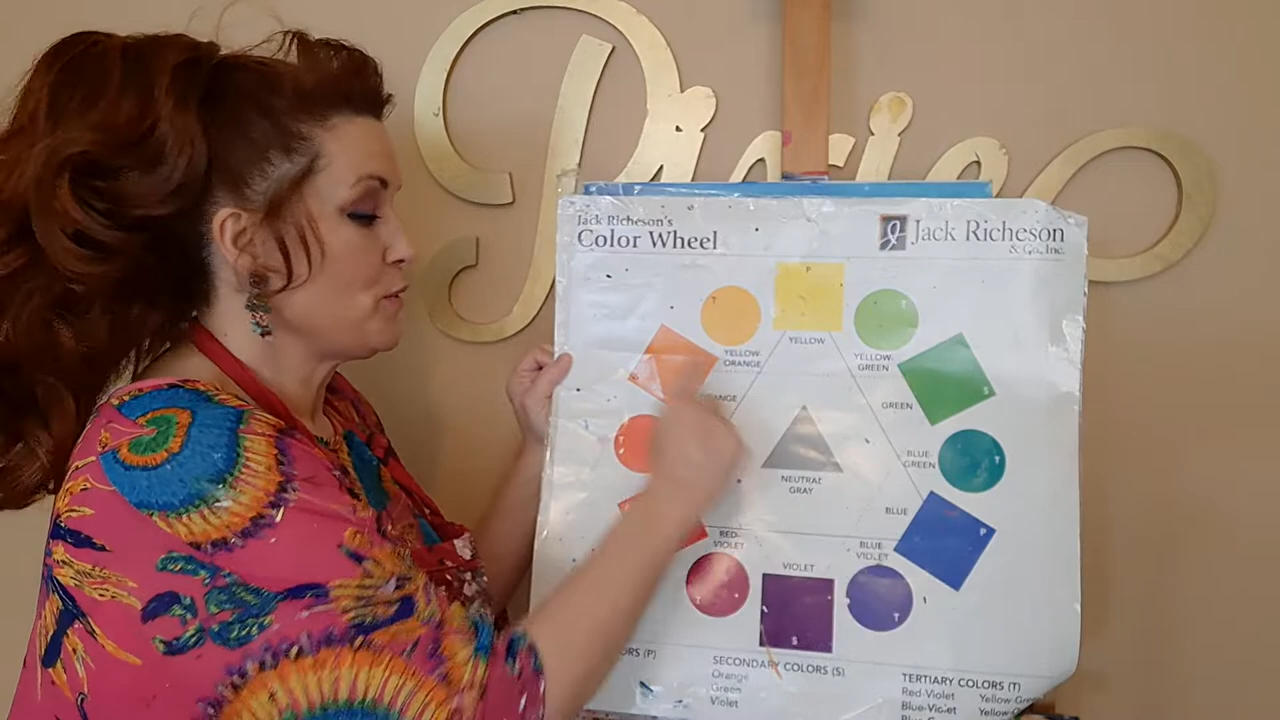 Jack Richeson's
Color Wheel
Jack Richeson
& Co., Inc.
P
T
T
YELLOW
YELLOW-
ORANGE
YELLOW-
GREEN
S
GREEN
BLUE-
GREEN
T
NEUTRAL
GRAY
BLUE
P
RED-
VIOLET
BLUE
VIOLET
VIOLET
T
S
T
SECONDARY COLORS (S)
Orange
Green
Violet
TERTIARY COLORS (T)
Red-Violet
Blue-Violet